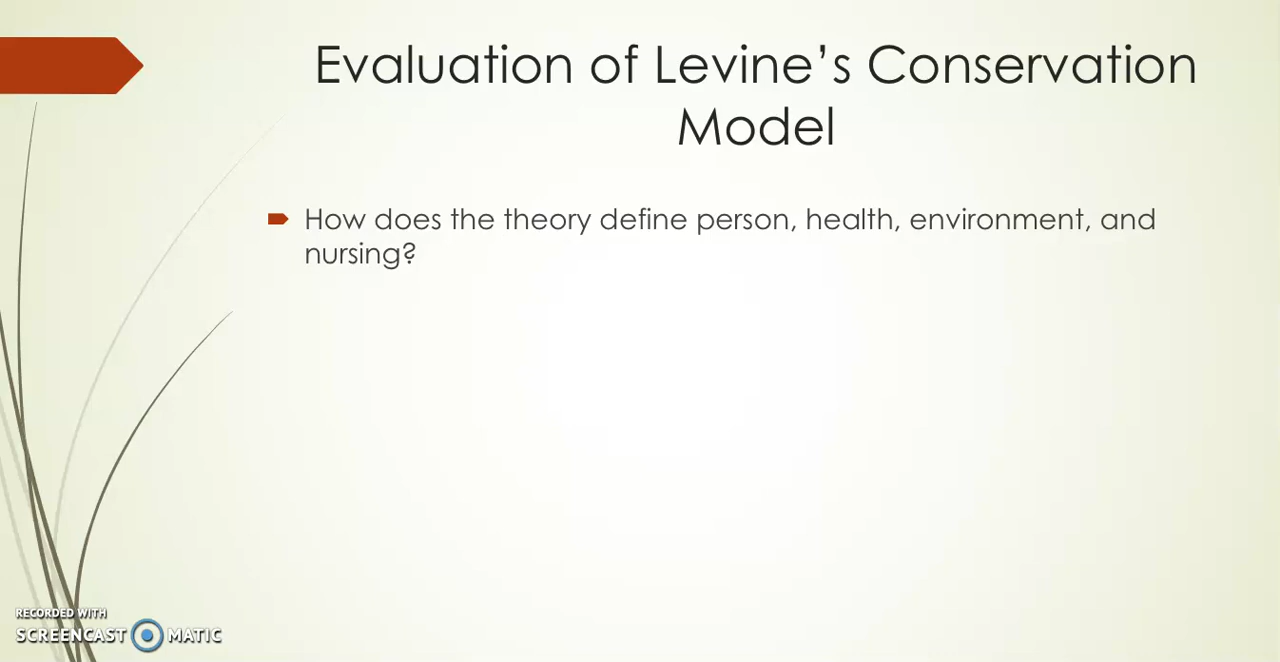 Evaluation of Levine’s Conservation
Model
How does the theory define person, health, environment, and
nursing?
RECORDED WITH
SCREENCAST MATIC